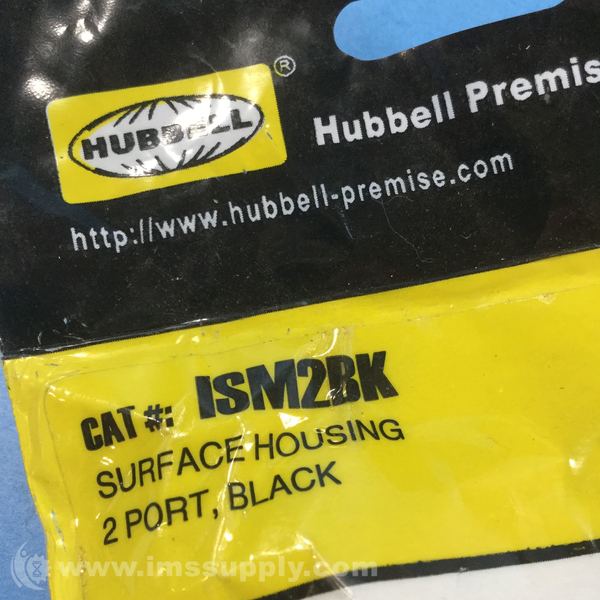 HUBBELL
®
Hubbell Premis
http://www.hubbell-premise.com
CAT #: ISM2BK
SURFACE HOUSING
2 PORT, BLACK
www.imssupply.com